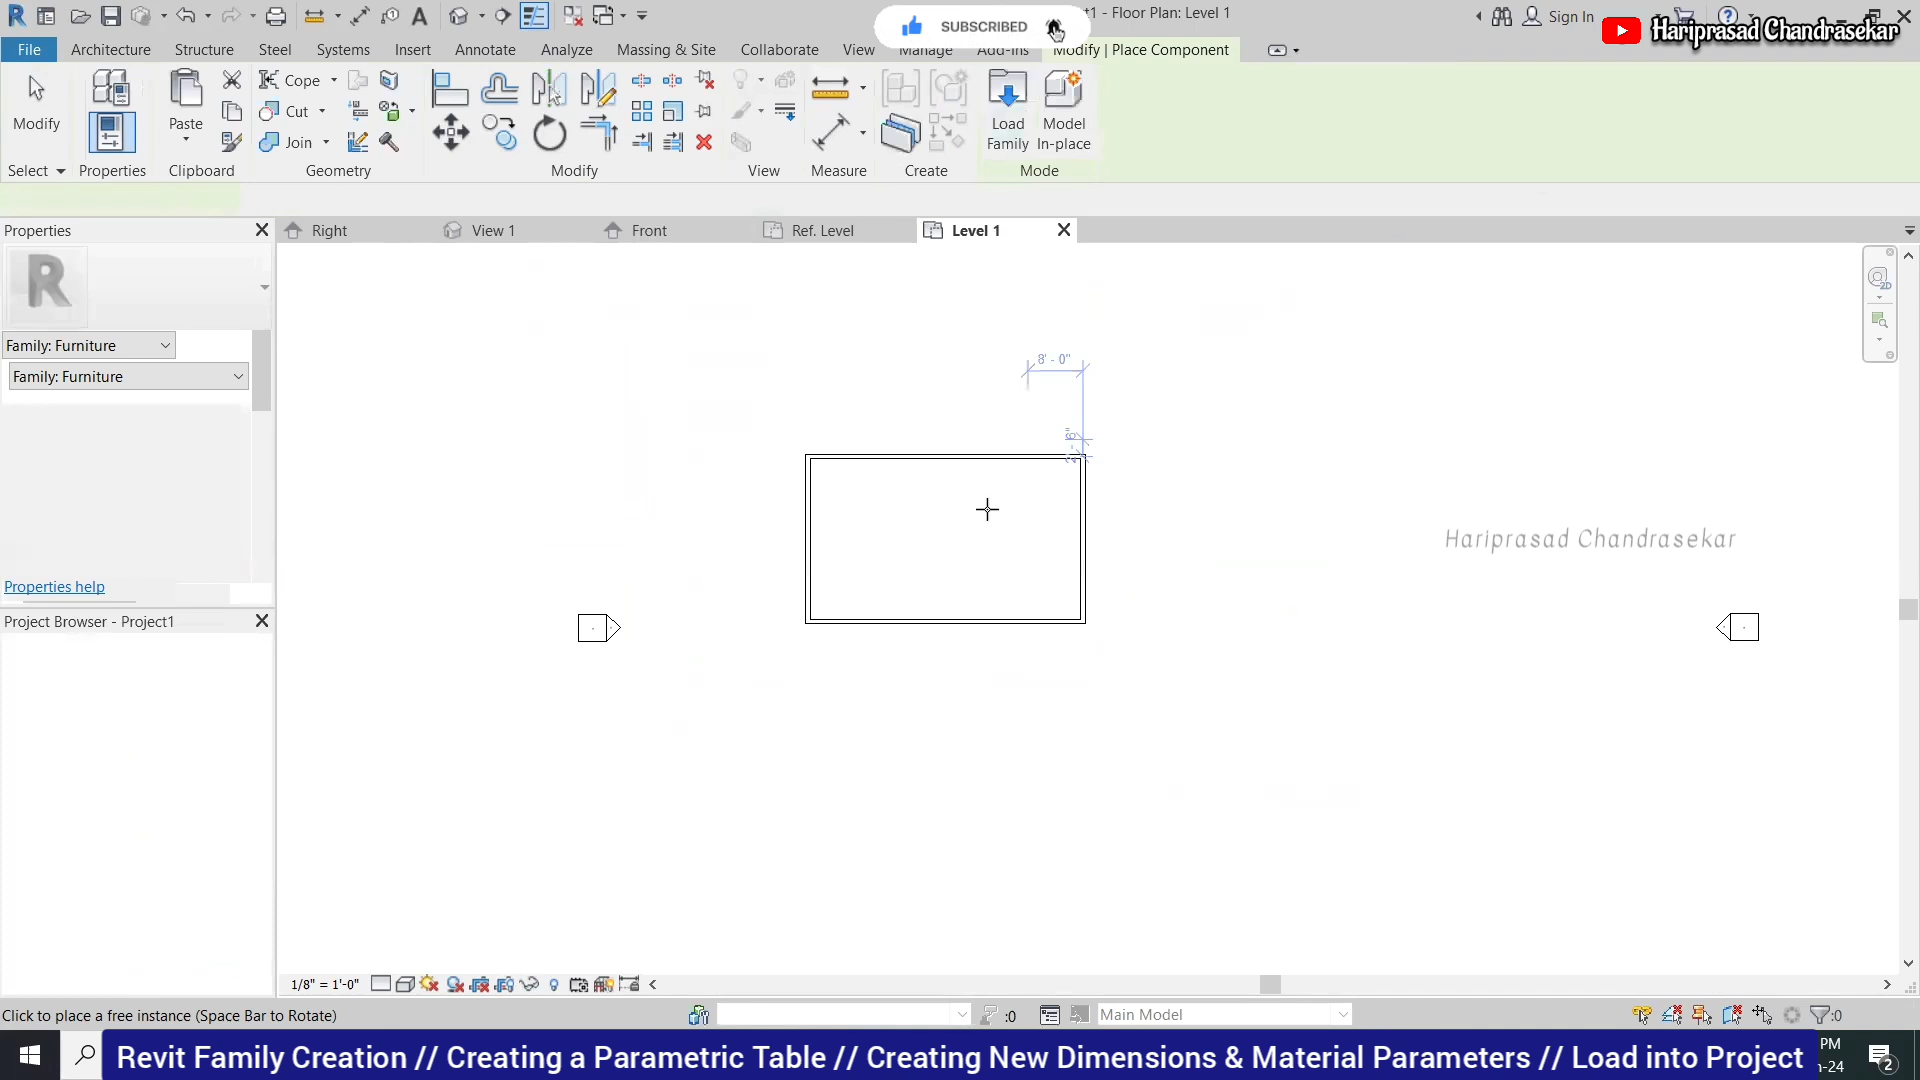 t1 - Floor Plan: Level 1
SUBSCRIBED
Sign In
Hariprasad Chandrasekar
File
Architecture
Structure
Steel
Systems
Insert
Annotate
Analyze
Massing & Site
Collaborate
View
Manage
Add-Ins
Modify | Place Component
Modify
Paste
Cope
Cut
Join
Load Family
Model In-place
Select
Properties
Clipboard
Geometry
Modify
View
Measure
Create
Mode
Properties
Right
View 1
Front
Ref. Level
Level 1
R
2D
Family: Furniture
Family: Furniture
8' - 0"
Hariprasad Chandrasekar
Properties help
Project Browser - Project1
1/8" = 1'-0"
Click to place a free instance (Space Bar to Rotate)
:0
Main Model
:0
Revit Family Creation // Creating a Parametric Table // Creating New Dimensions & Material Parameters // Load into Project
PM
-24
2